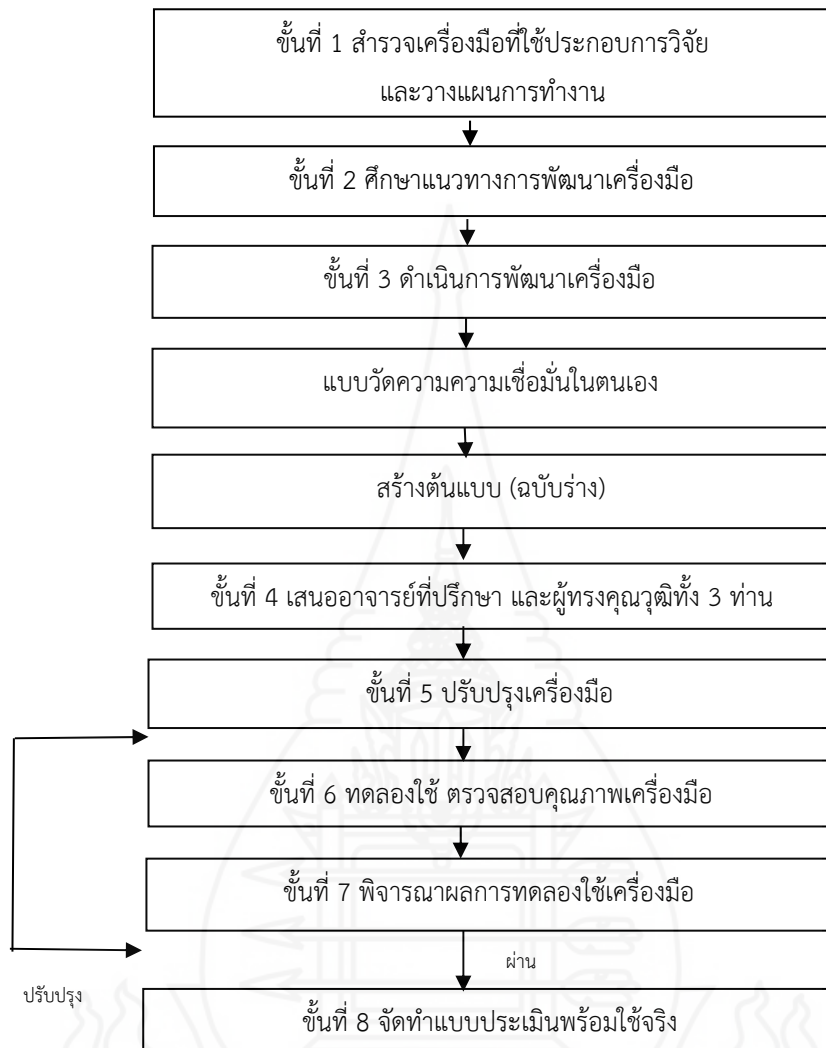 ขั้นที่ 1 สำรวจเครื่องมือที่ใช้ประกอบการวิจัย
และวางแผนการทำงาน
ขั้นที่ 2 ศึกษาแนวทางการพัฒนาเครื่องมือ
ขั้นที่ 3 ดำเนินการพัฒนาเครื่องมือ
แบบวัดความความเชื่อมั่นในตนเอง
สร้างต้นแบบ (ฉบับร่าง)
ขั้นที่ 4 เสนออาจารย์ที่ปรึกษา และผู้ทรงคุณวุฒิทั้ง 3 ท่าน
ขั้นที่ 5 ปรับปรุงเครื่องมือ
ขั้นที่ 6 ทดลองใช้ ตรวจสอบคุณภาพเครื่องมือ
ขั้นที่ 7 พิจารณาผลการทดลองใช้เครื่องมือ
ผ่าน
ปรับปรุง
ขั้นที่ 8 จัดทำแบบประเมินพร้อมใช้จริง